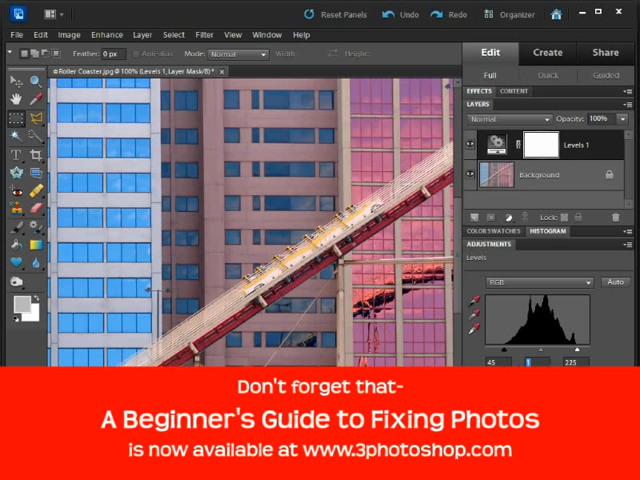 Reset Panels Undo Redo Organizer
File Edit Image Enhance Layer Select Filter View Window Help
Feather: 0 px Anti-alias Mode: Normal Width: Height:
Edit Create Share
Roller Coaster.jpg @ 100% (Levels 1, Layer Mask/8)* ×
Full Quick Guided
EFFECTS CONTENT
LAYERS
Normal Opacity: 100%
Levels 1
Background
Lock:
COLOR SWATCHES HISTOGRAM
ADJUSTMENTS
Levels
RGB Auto
45 1 225
Don't forget that-
A Beginner's Guide to Fixing Photos
is now available at www.3photoshop.com